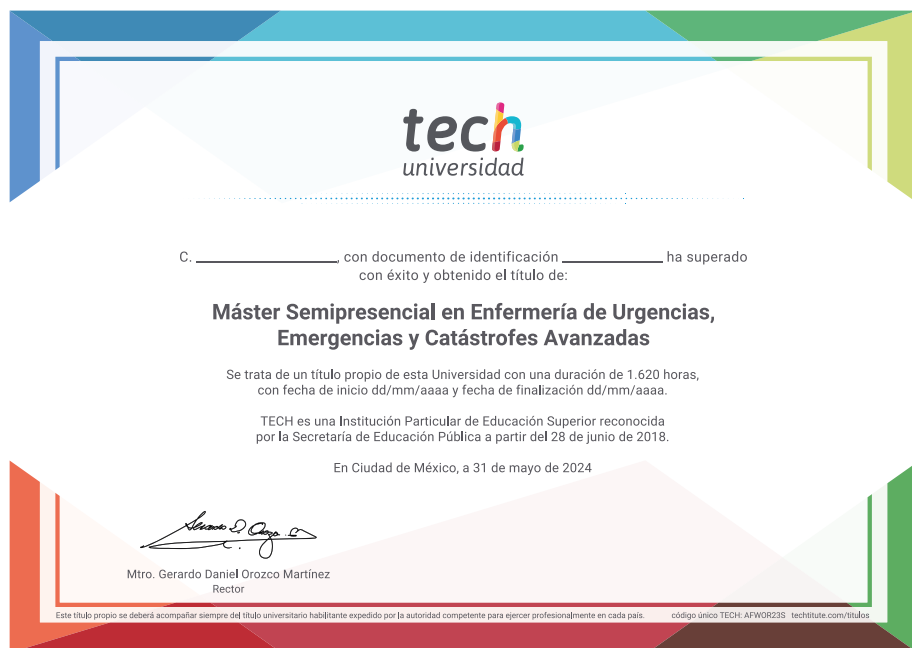 tech
universidad
C. ____________________, con documento de identificación ______________ ha superado
con éxito y obtenido el título de:
Máster Semipresencial en Enfermería de Urgencias,
Emergencias y Catástrofes Avanzadas
Se trata de un título propio de esta Universidad con una duración de 1.620 horas,
con fecha de inicio dd/mm/aaaa y fecha de finalización dd/mm/aaaa.
TECH es una Institución Particular de Educación Superior reconocida
por la Secretaría de Educación Pública a partir del 28 de junio de 2018.
En Ciudad de México, a 31 de mayo de 2024
Mtro. Gerardo Daniel Orozco Martínez
Rector
Este título propio se deberá acompañar siempre del título universitario habilitante expedido por la autoridad competente para ejercer profesionalmente en cada país. código único TECH: AFWOR23S techtitute.com/titulos